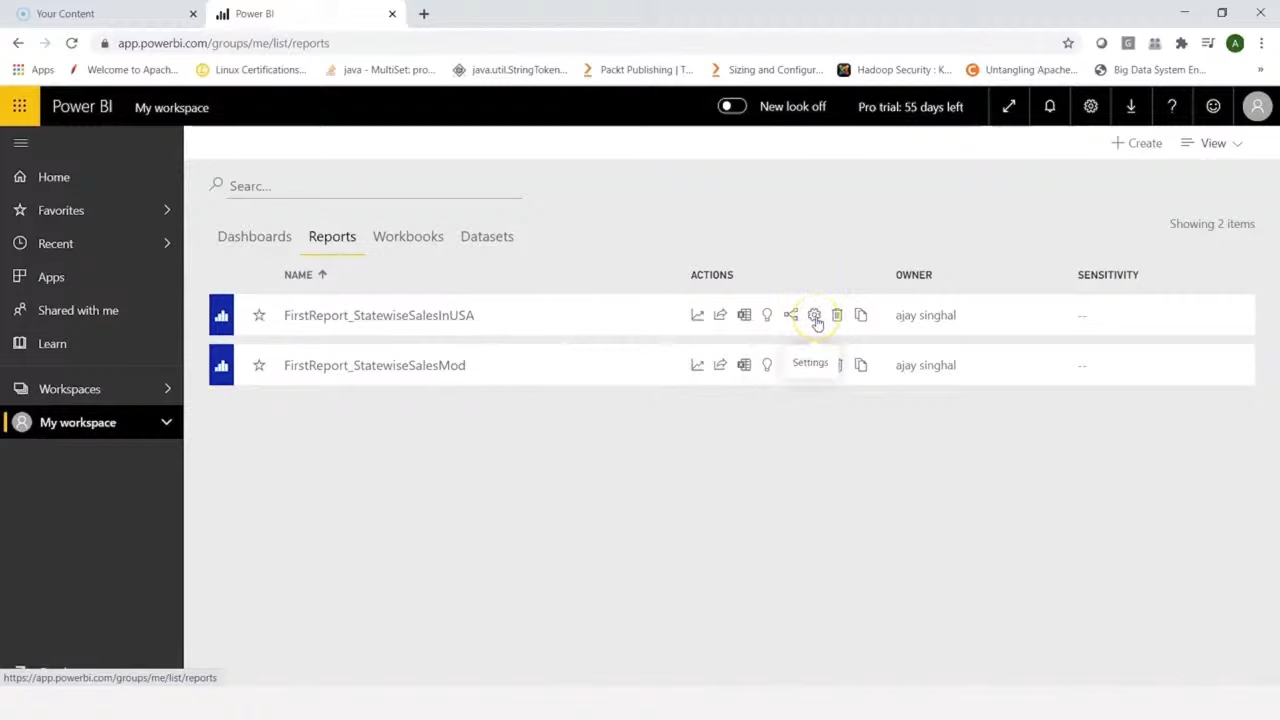 Your Content
Power BI
app.powerbi.com/groups/me/list/reports
A
Apps
Welcome to Apach...
Linux Certifications...
java - MultiSet: pro...
java.util.StringToken...
Packt Publishing | T...
Sizing and Configur...
Hadoop Security : K...
Untangling Apache...
Big Data System En...
»
Power BI
My workspace
New look off
Pro trial: 55 days left
Create
View
Home
Favorites
Recent
Apps
Shared with me
Learn
Workspaces
My workspace
Searc...
Showing 2 items
Dashboards Reports Workbooks Datasets
NAME ACTIONS OWNER SENSITIVITY
FirstReport_StatewiseSalesInUSA ajay singhal --
Settings
FirstReport_StatewiseSalesMod ajay singhal --
https://app.powerbi.com/groups/me/list/reports